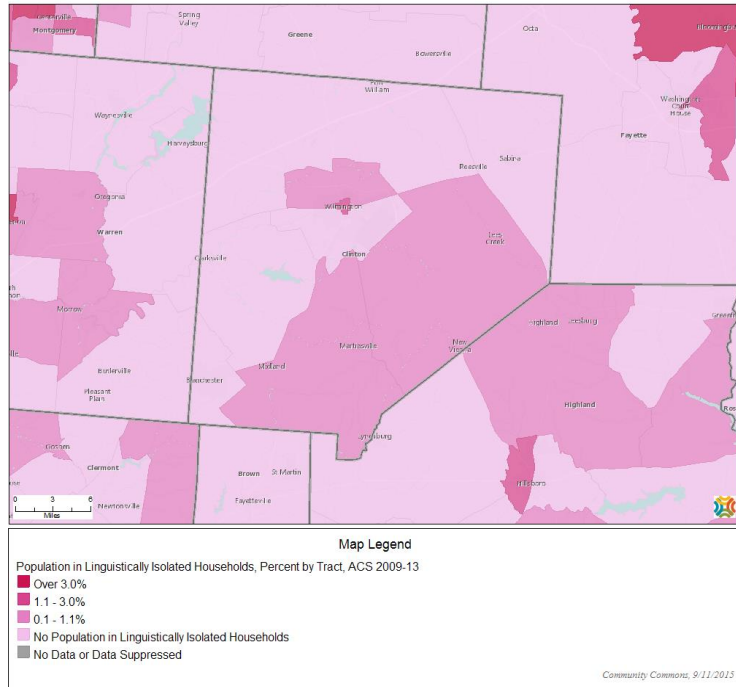 Centerville
Montgomery
Spring
Valley
Greene
Bowersville
Octa
Bloomingburg
Port
William
Washington
Court
House
Fayette
Waynesville
Harveysburg
Reesville
Sabina
Oregonia
Wilmington
Warren
Clarksville
Clinton
Lees
Creek
Morrow
Martinsville
New
Vienna
Highland
Leesburg
Midland
Butlerville
Blanchester
Pleasant
Plain
Highland
Lynchburg
Goshen
Clermont
Brown
St Martin
Hillsboro
Newtonsville
Fayetteville
0 3 6
Miles
Map Legend
Population in Linguistically Isolated Households, Percent by Tract, ACS 2009-13
Over 3.0%
1.1 - 3.0%
0.1 - 1.1%
No Population in Linguistically Isolated Households
No Data or Data Suppressed
Community Commons, 9/11/2015